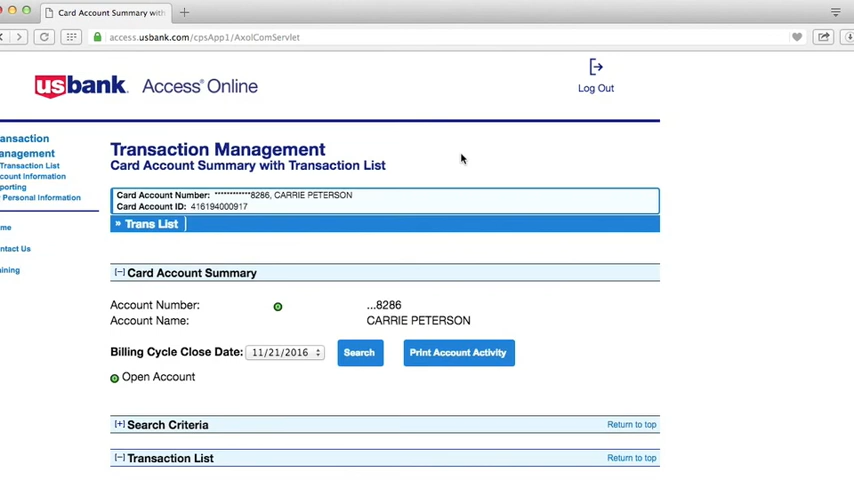 Card Account Summary with
access.usbank.com/cpsApp1/AxolComServlet
usbank. Access® Online
Log Out
ansaction
anagement
Transaction List
count Information
porting
Personal Information
me
ntact Us
aining
Transaction Management
Card Account Summary with Transaction List
Card Account Number: ************8286, CARRIE PETERSON
Card Account ID: 416194000917
» Trans List
[–] Card Account Summary
Account Number: ...8286
Account Name: CARRIE PETERSON
Billing Cycle Close Date: 11/21/2016 Search Print Account Activity
Open Account
[+] Search Criteria Return to top
[–] Transaction List Return to top